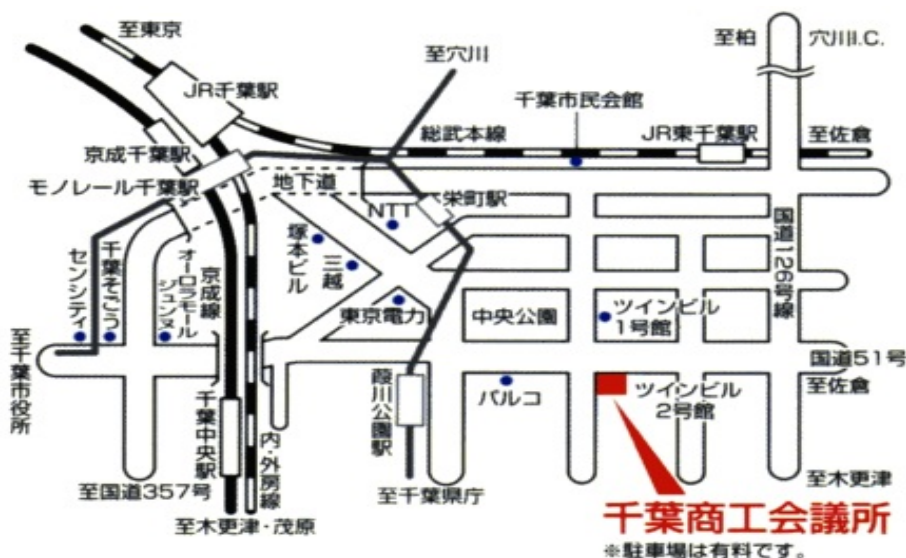 至東京
JR千葉駅
京成千葉駅
モノレール千葉駅
至穴川
千葉市民会館
至柏
穴川I.C.
総武本線
JR東千葉駅
至佐倉
地下道
NTT
栄町駅
国道126号線
塚本ビル
三越
センシティ
千葉そごう
オーロラモール
ジュンヌ
京成線
東京電力
中央公園
ツインビル
1号館
至千葉市役所
国道51号
至佐倉
葭川公園駅
パルコ
ツインビル
2号館
千葉中央駅
内・外房線
至国道357号
至木更津・茂原
至千葉県庁
至木更津
千葉商工会議所
※駐車場は有料です。